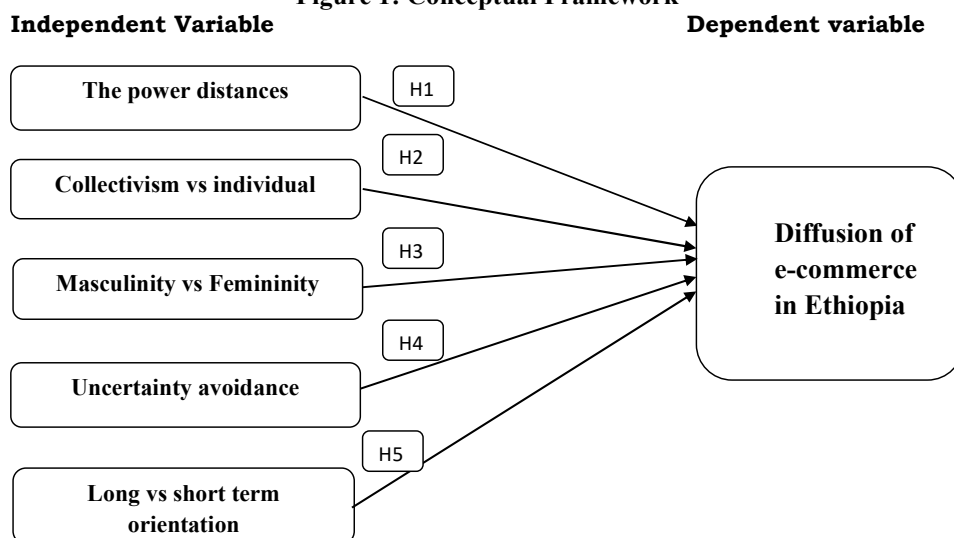 Figure 1: Conceptual Framework
Independent Variable
Dependent variable
The power distances
H1
Collectivism vs individual
H2
Masculinity vs Femininity
H3
Uncertainty avoidance
H4
Long vs short term
orientation
H5
Diffusion of
e-commerce
in Ethiopia